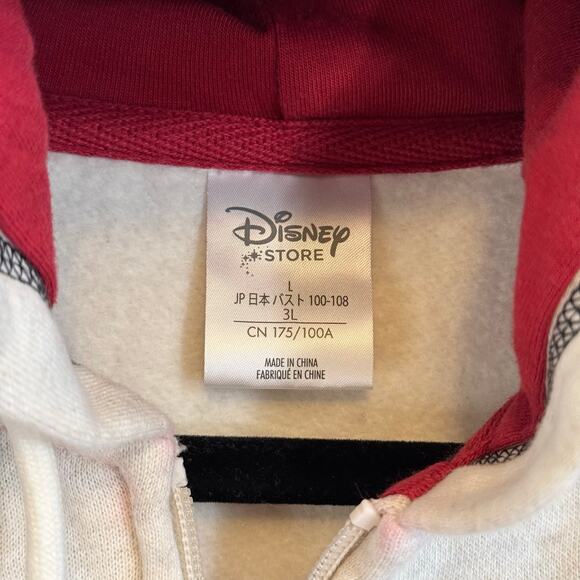 Disney
STORE
L
JP 日本 バスト 100-108
3L
CN 175/100A
MADE IN CHINA
FABRIQUÉ EN CHINE